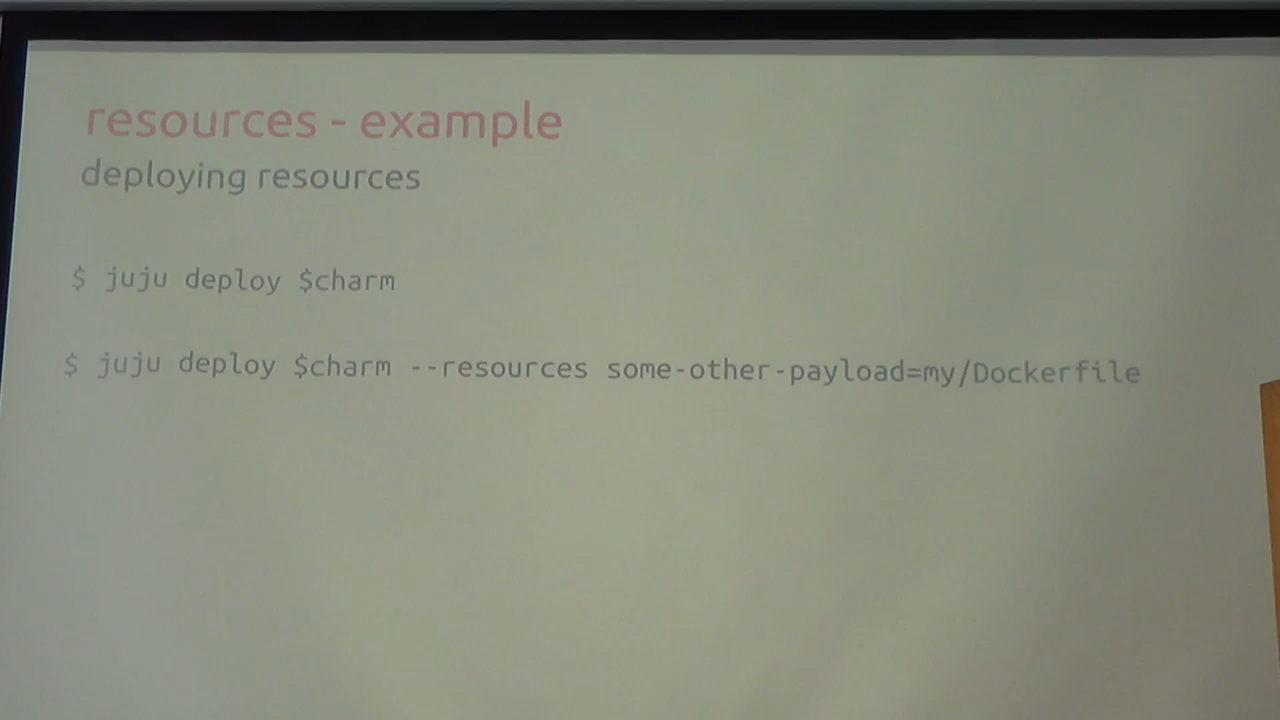 resources - example
deploying resources
$ juju deploy $charm
$ juju deploy $charm --resources some-other-payload=my/Dockerfile